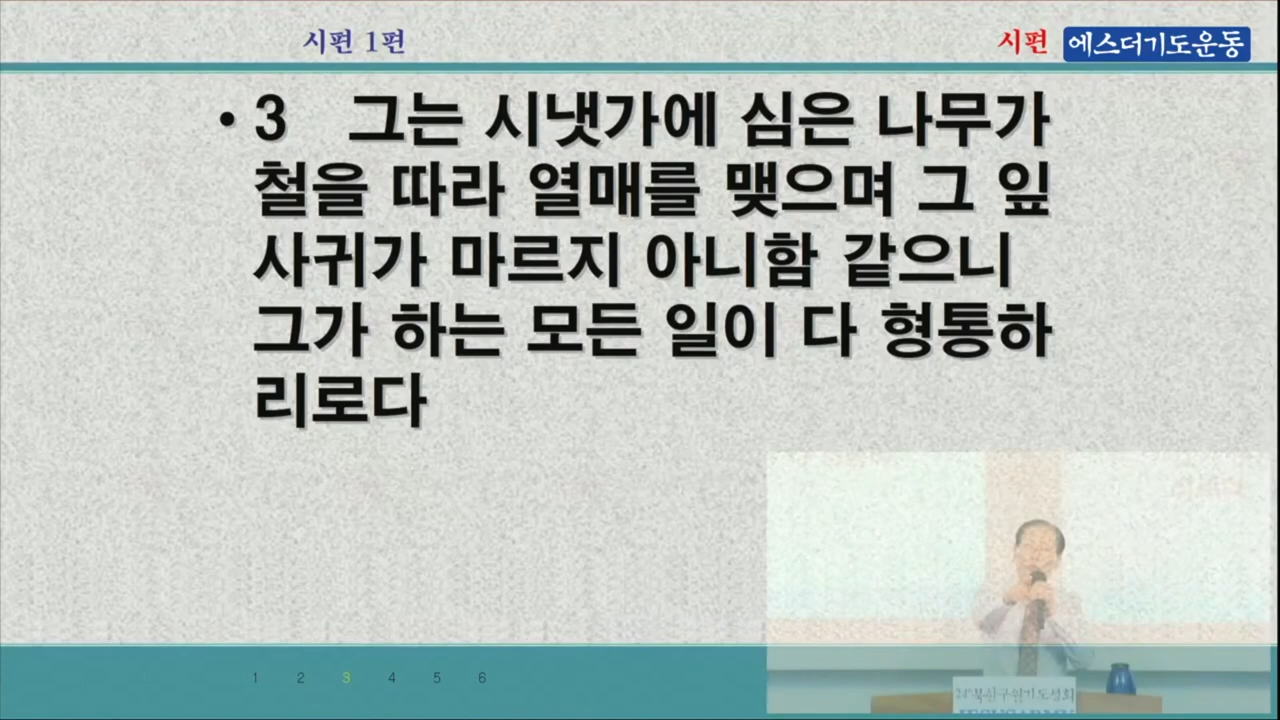 시편 1편
시편 에스더기도운동
• 3 그는 시냇가에 심은 나무가
철을 따라 열매를 맺으며 그 잎
사귀가 마르지 아니함 같으니
그가 하는 모든 일이 다 형통하
리로다
1 2 3 4 5 6